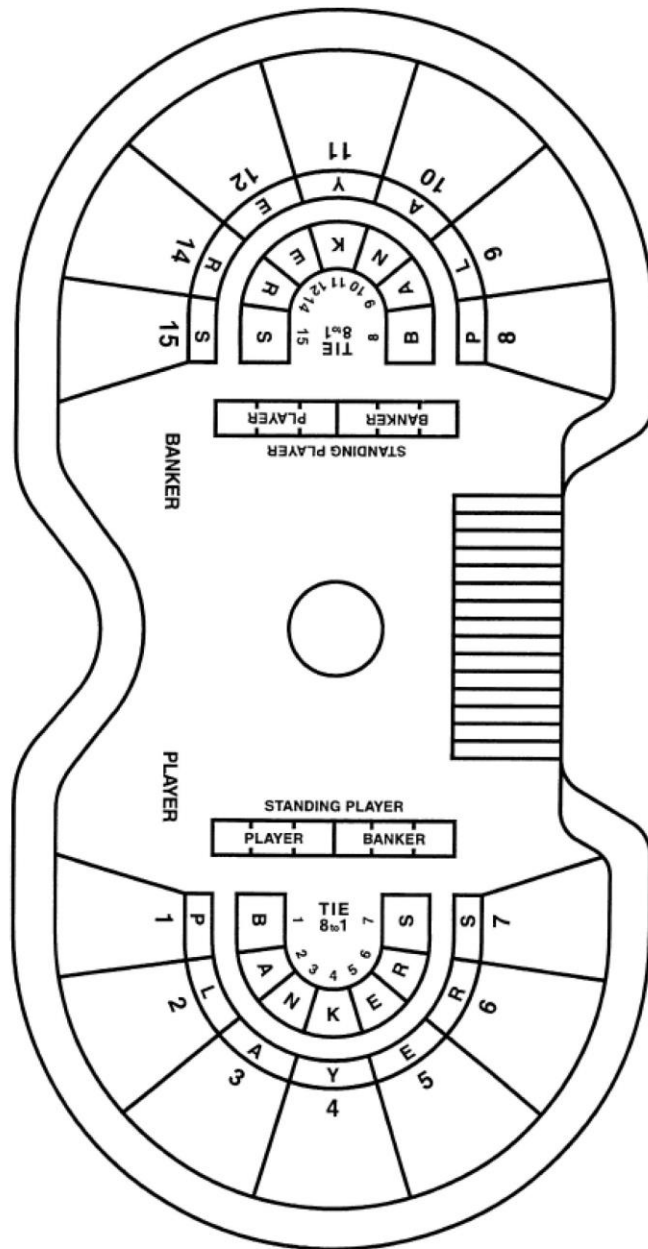 11
12
10
14
9
15
8
P L A Y E R S
B A N K E R S
8 9 10 11 12 14 15
TIE
8 to 1
PLAYER
BANKER
STANDING PLAYER
BANKER
PLAYER
STANDING PLAYER
PLAYER
BANKER
TIE
8 to 1
1 2 3 4 5 6 7
B A N K E R S
P L A Y E R S
1
2
3
4
5
6
7